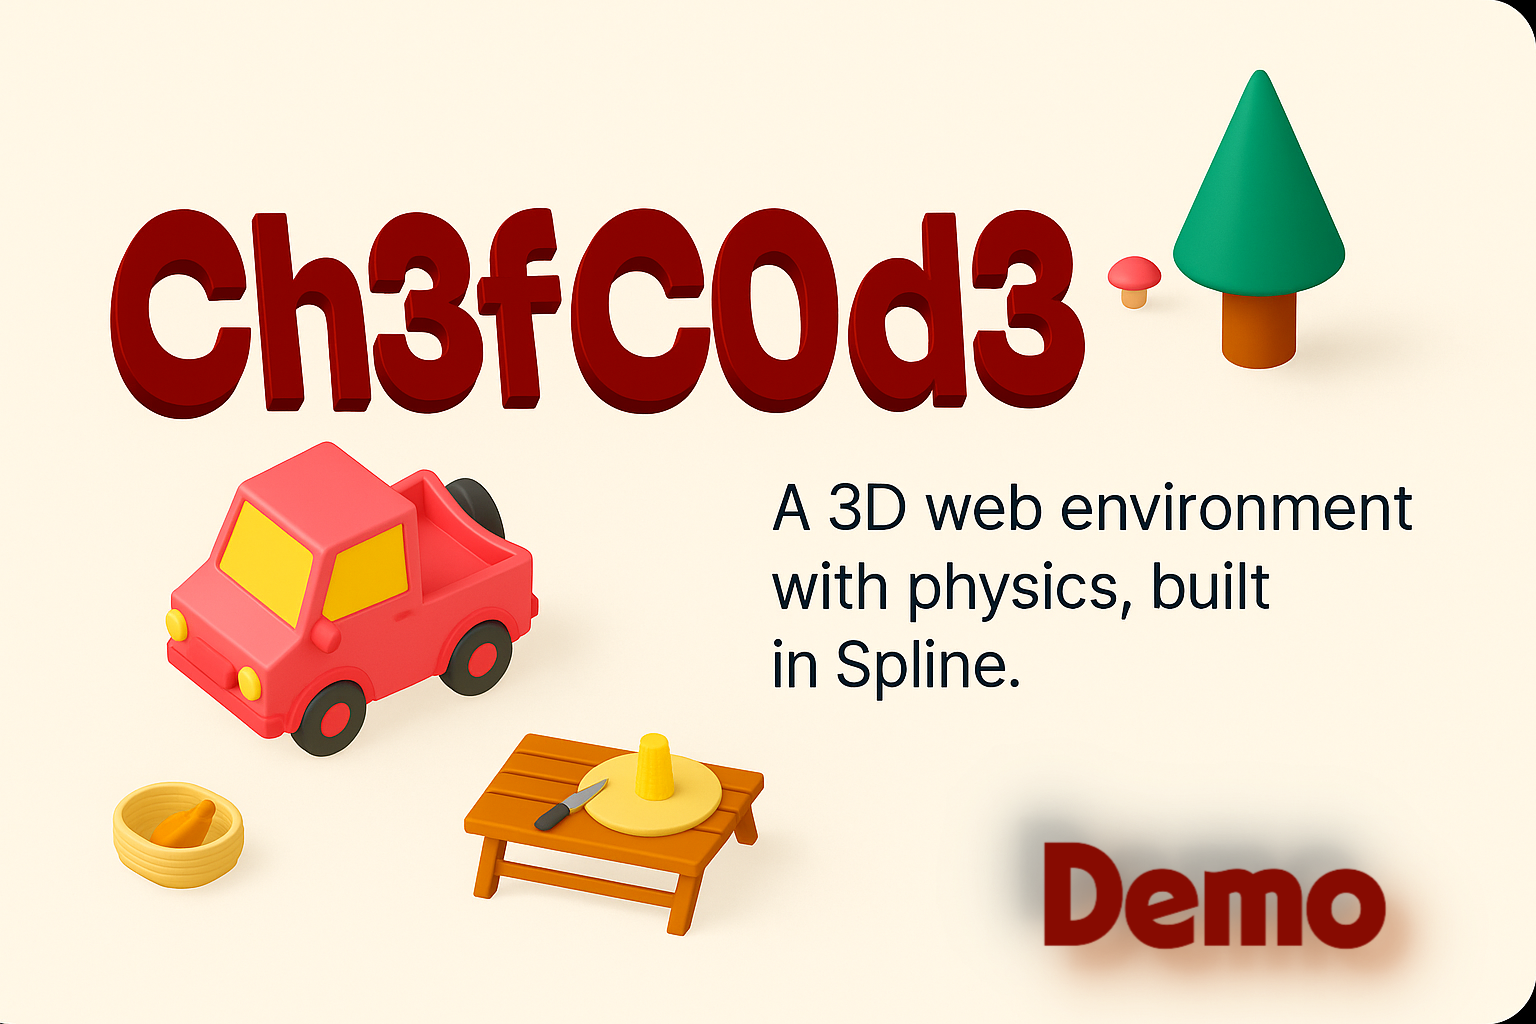 Ch3fC0d3
A 3D web environment
with physics, built
in Spline.
Demo